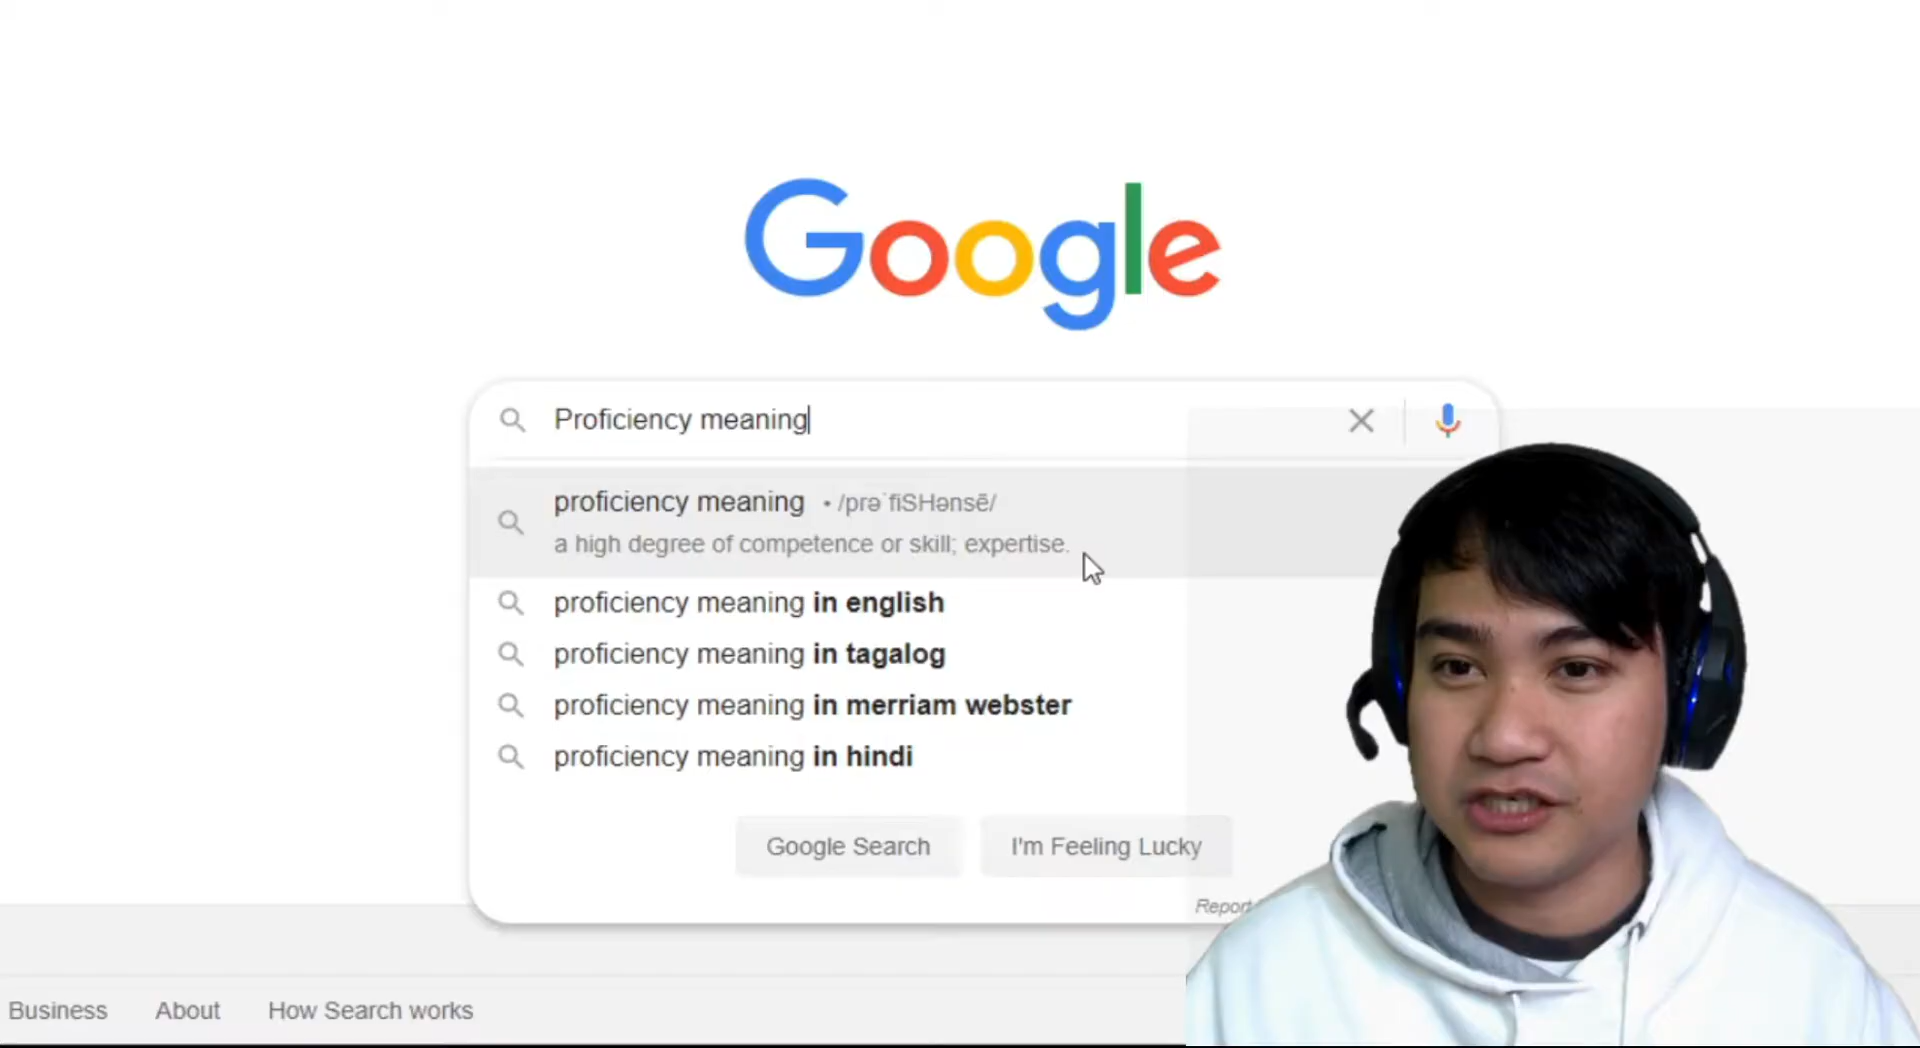 Google
Proficiency meaning
proficiency meaning • /prəˈfiSHənsē/
a high degree of competence or skill; expertise.
proficiency meaning in english
proficiency meaning in tagalog
proficiency meaning in merriam webster
proficiency meaning in hindi
Google Search I'm Feeling Lucky
Report
Business About How Search works